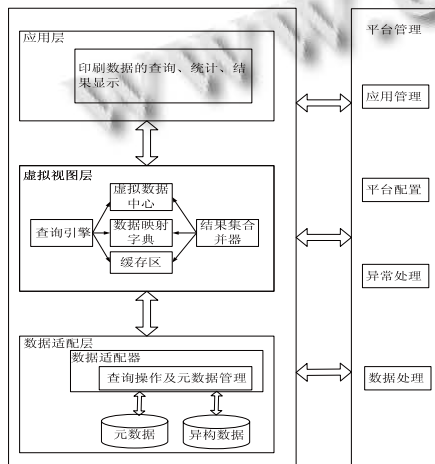 应用层
印刷数据的查询、统计、结
果显示
虚拟视图层
虚拟数据
中心
查询引擎
数据映射
字典
结果集合
并器
缓存区
数据适配层
数据适配器
查询操作及元数据管理
元数据
异构数据
平台管理
应用管理
平台配置
异常处理
数据处理